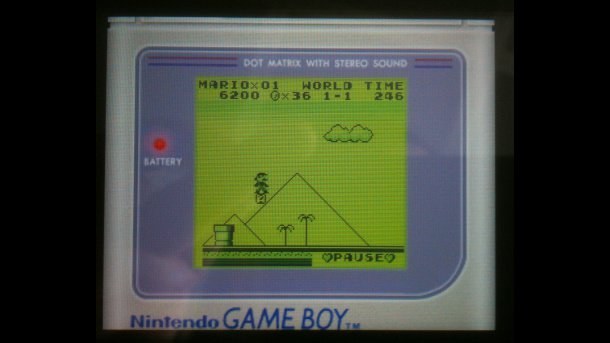 DOT MATRIX WITH STEREO SOUND
MARIO×01 WORLD TIME
6200 ×36 1-1 246
BATTERY
♡PAUSE♡
Nintendo GAME BOY TM